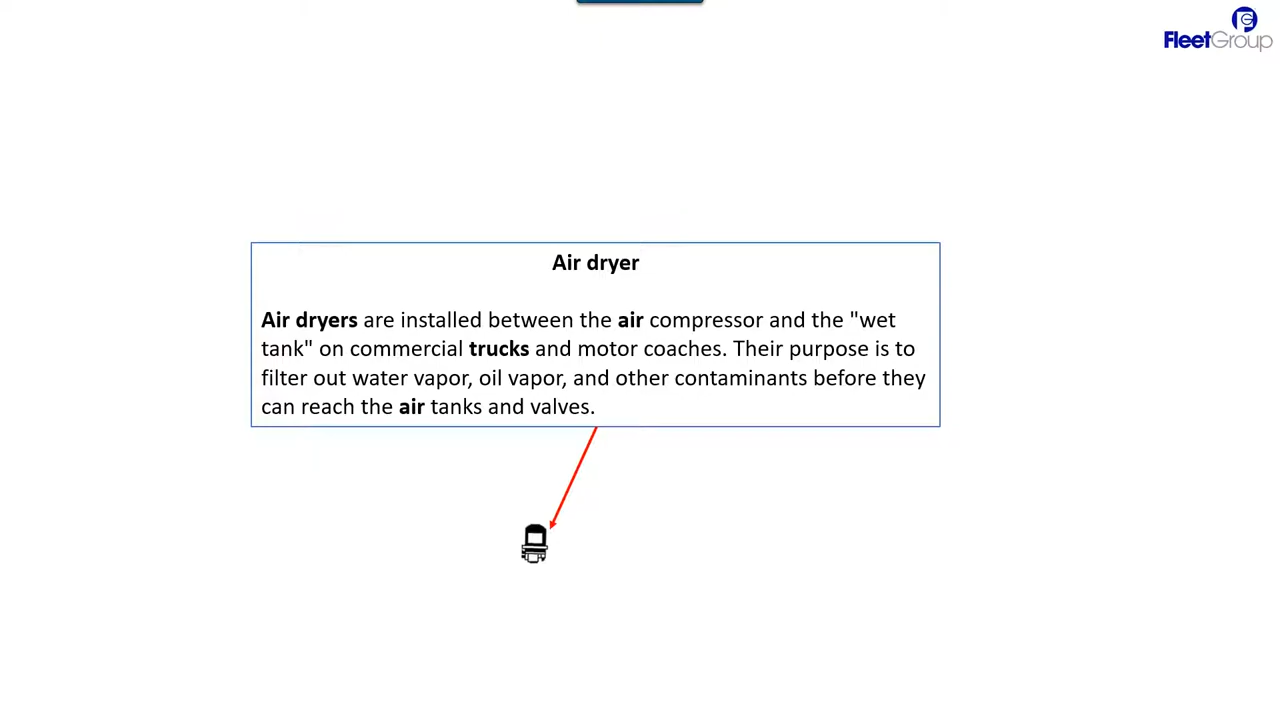 FleetGroup
Air dryer
Air dryers are installed between the air compressor and the "wet
tank" on commercial trucks and motor coaches. Their purpose is to
filter out water vapor, oil vapor, and other contaminants before they
can reach the air tanks and valves.